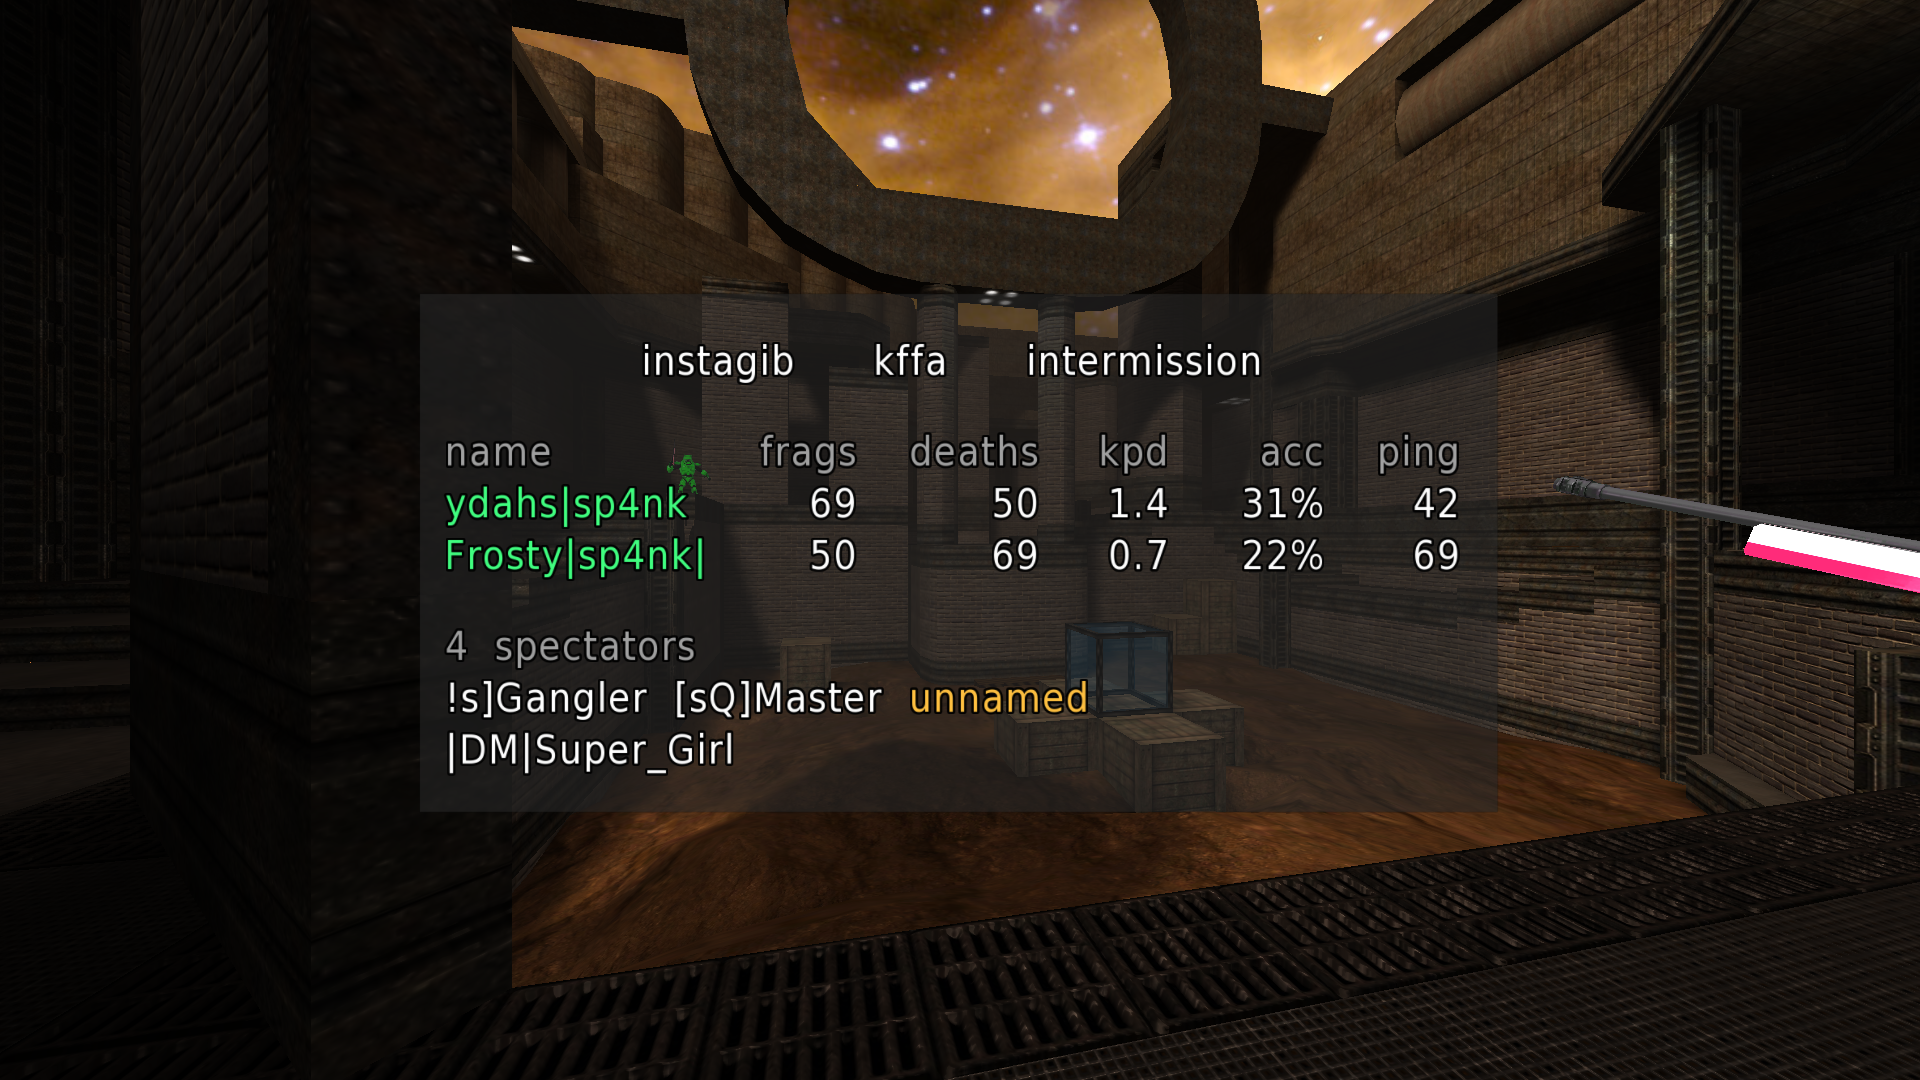 instagib kffa intermission
name frags deaths kpd acc ping
ydahs|sp4nk 69 50 1.4 31% 42
Frosty|sp4nk| 50 69 0.7 22% 69
4 spectators
!s]Gangler [sQ]Master unnamed
|DM|Super_Girl